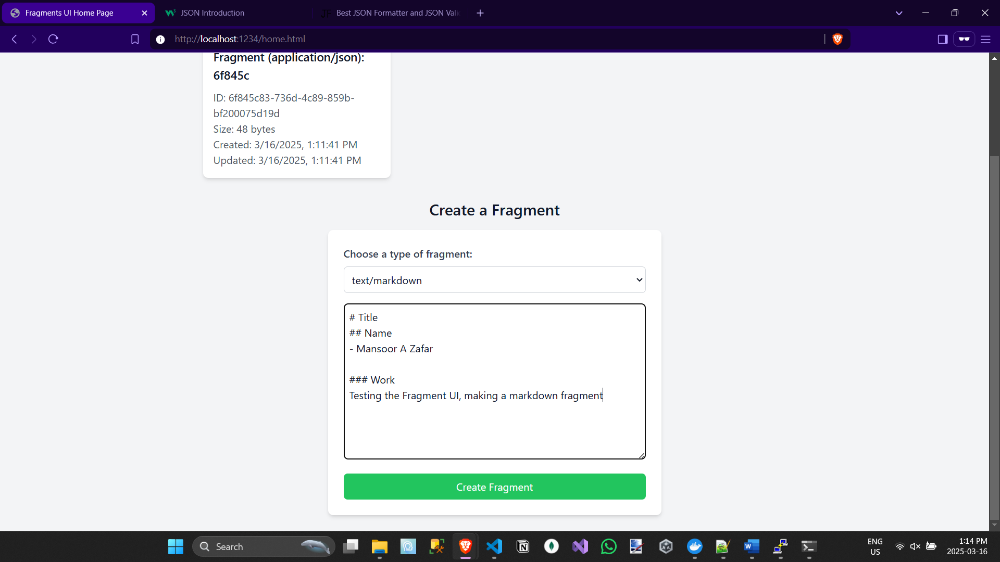 Fragments UI Home Page
JSON Introduction
Best JSON Formatter and JSON Valid
http://localhost:1234/home.html
Fragment (application/json):
6f845c
ID: 6f845c83-736d-4c89-859b-
bf200075d19d
Size: 48 bytes
Created: 3/16/2025, 1:11:41 PM
Updated: 3/16/2025, 1:11:41 PM
Create a Fragment
Choose a type of fragment:
text/markdown
# Title
## Name
- Mansoor A Zafar
### Work
Testing the Fragment UI, making a markdown fragment
Create Fragment
Search
ENG
US
1:14 PM
2025-03-16